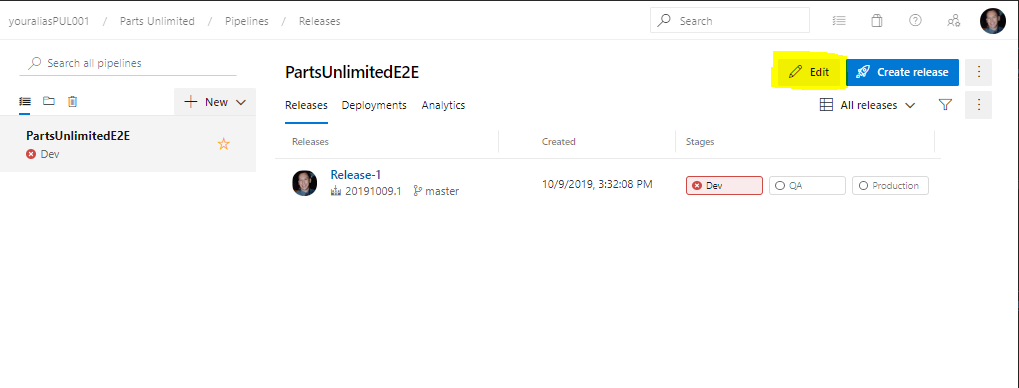 youraliasPUL001 / Parts Unlimited / Pipelines / Releases
Search
Search all pipelines
New
PartsUnlimitedE2E
Dev
PartsUnlimitedE2E
Edit
Create release
Releases Deployments Analytics
All releases
Releases Created Stages
Release-1
20191009.1 master
10/9/2019, 3:32:08 PM
Dev QA Production